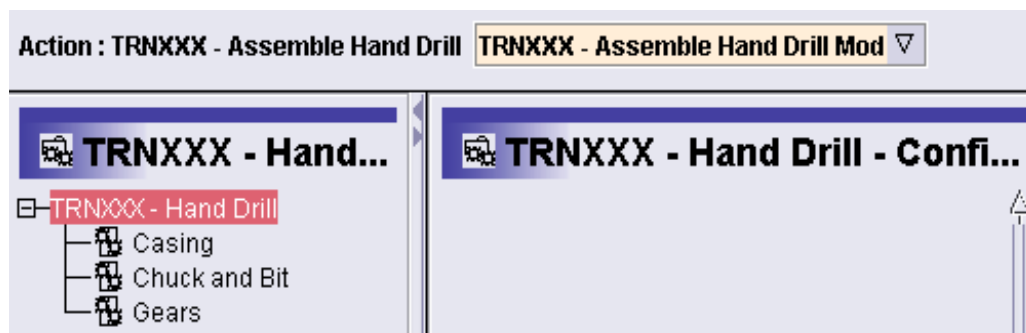 Action : TRNXXX - Assemble Hand Drill TRNXXX - Assemble Hand Drill Mod
TRNXXX - Hand...
TRNXXX - Hand Drill - Confi...
TRNXXX - Hand Drill
Casing
Chuck and Bit
Gears